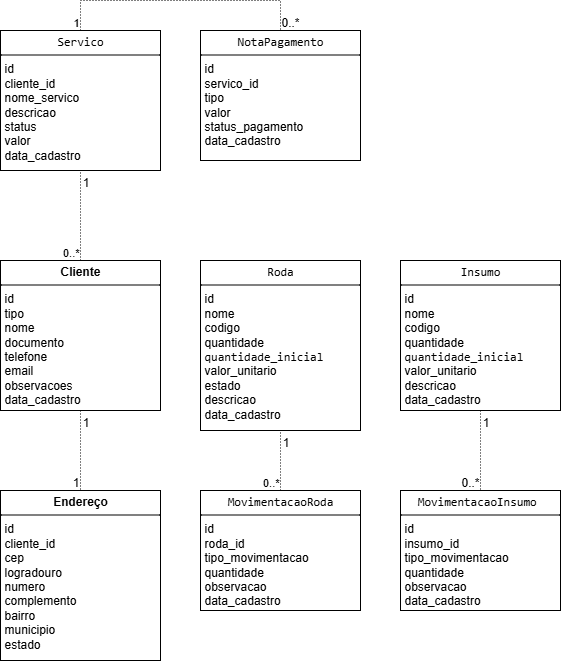 1
0..*
Servico
id
cliente_id
nome_servico
descricao
status
valor
data_cadastro
NotaPagamento
id
servico_id
tipo
valor
status_pagamento
data_cadastro
1
0..*
Cliente
id
tipo
nome
documento
telefone
email
observacoes
data_cadastro
Roda
id
nome
codigo
quantidade
quantidade_inicial
valor_unitario
estado
descricao
data_cadastro
Insumo
id
nome
codigo
quantidade
quantidade_inicial
valor_unitario
descricao
data_cadastro
1
1
1
0..*
1
0..*
Endereço
id
cliente_id
cep
logradouro
numero
complemento
bairro
municipio
estado
MovimentacaoRoda
id
roda_id
tipo_movimentacao
quantidade
observacao
data_cadastro
MovimentacaoInsumo
id
insumo_id
tipo_movimentacao
quantidade
observacao
data_cadastro